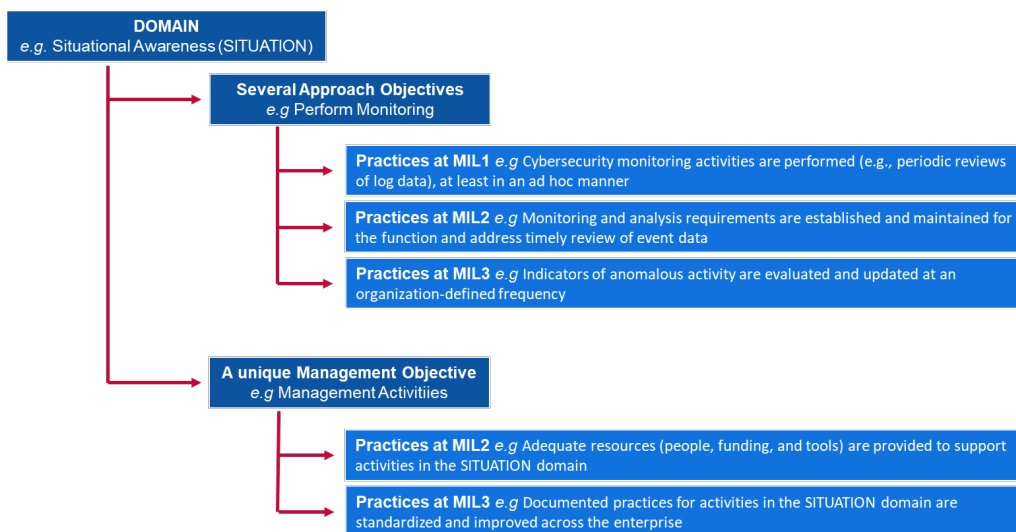 DOMAIN
e.g. Situational Awareness (SITUATION)
Several Approach Objectives
e.g Perform Monitoring
Practices at MIL1 e.g Cybersecurity monitoring activities are performed (e.g., periodic reviews
of log data), at least in an ad hoc manner
Practices at MIL2 e.g Monitoring and analysis requirements are established and maintained for
the function and address timely review of event data
Practices at MIL3 e.g Indicators of anomalous activity are evaluated and updated at an
organization-defined frequency
A unique Management Objective
e.g Management Activitiies
Practices at MIL2 e.g Adequate resources (people, funding, and tools) are provided to support
activities in the SITUATION domain
Practices at MIL3 e.g Documented practices for activities in the SITUATION domain are
standardized and improved across the enterprise